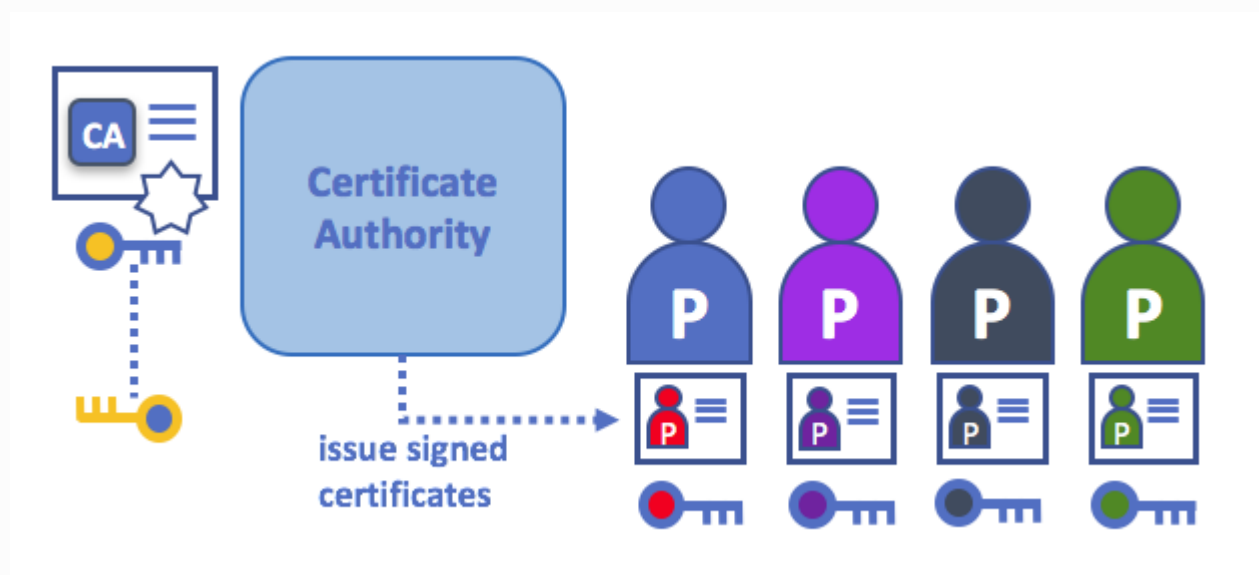 CA
Certificate
Authority
P P P P
P P P P
issue signed
certificates